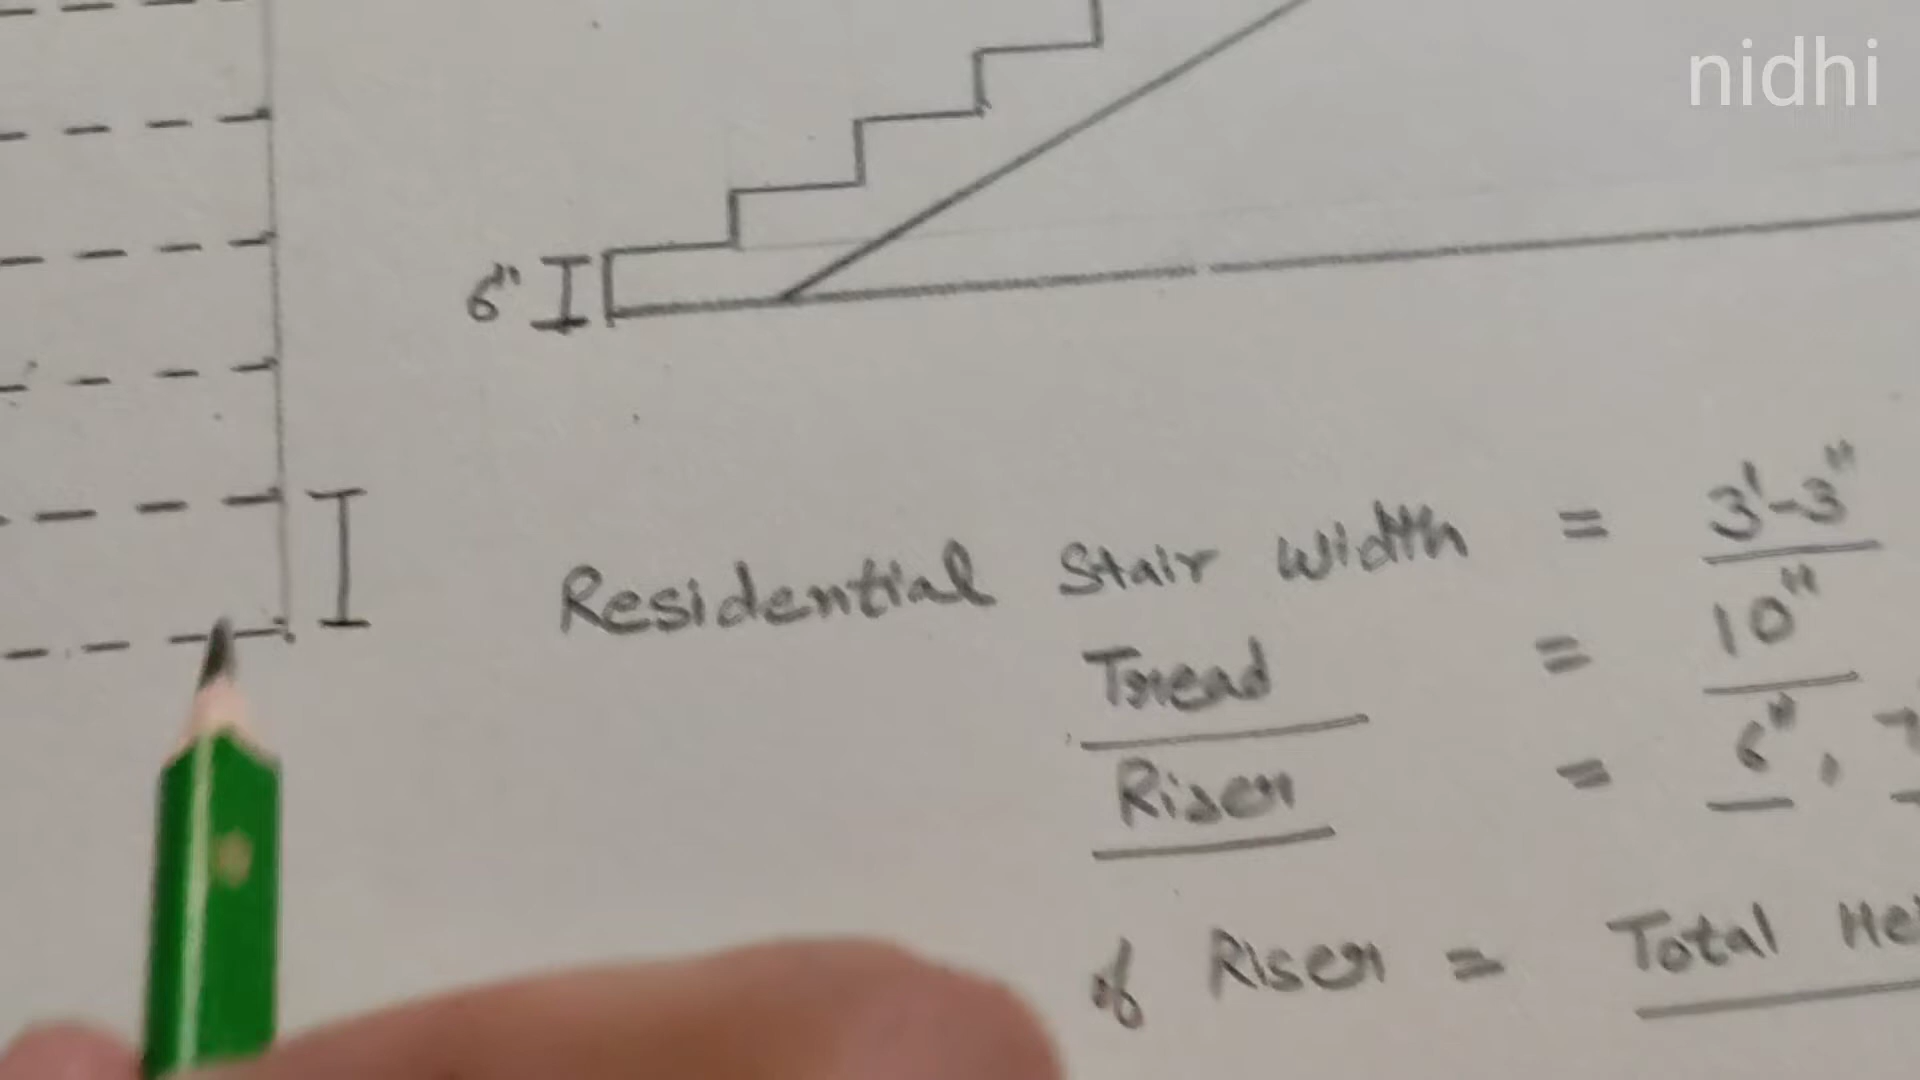 nidhi
6"
Residential Stair Width = 3'-3"
Tread = 10"
Riser = 6",
of Riser = Total